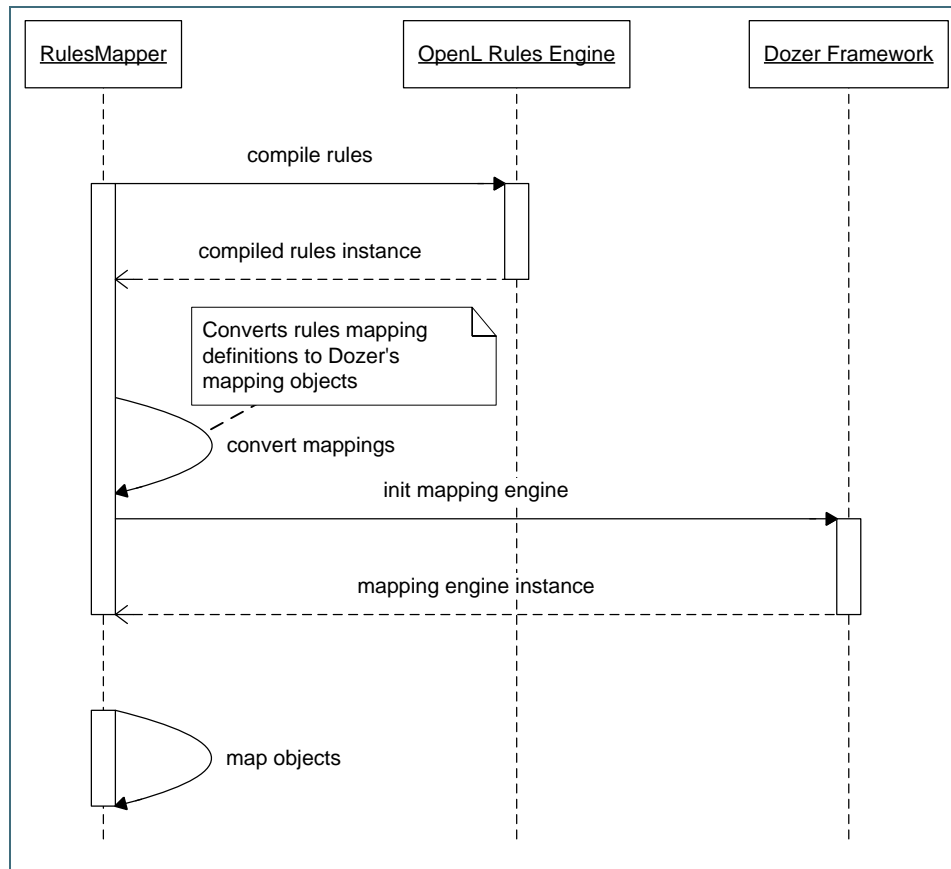 RulesMapper
OpenL Rules Engine
Dozer Framework
compile rules
compiled rules instance
Converts rules mapping
definitions to Dozer's
mapping objects
convert mappings
init mapping engine
mapping engine instance
map objects